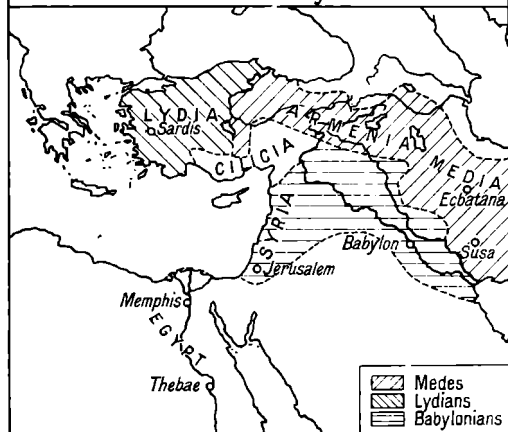 LYDIA
Sardis
ARMENIA
CILICIA
MEDIA
Ecbatana
SYRIA
Babylon
Susa
Jerusalem
Memphis
EGYPT
Thebae
Medes
Lydians
Babylonians